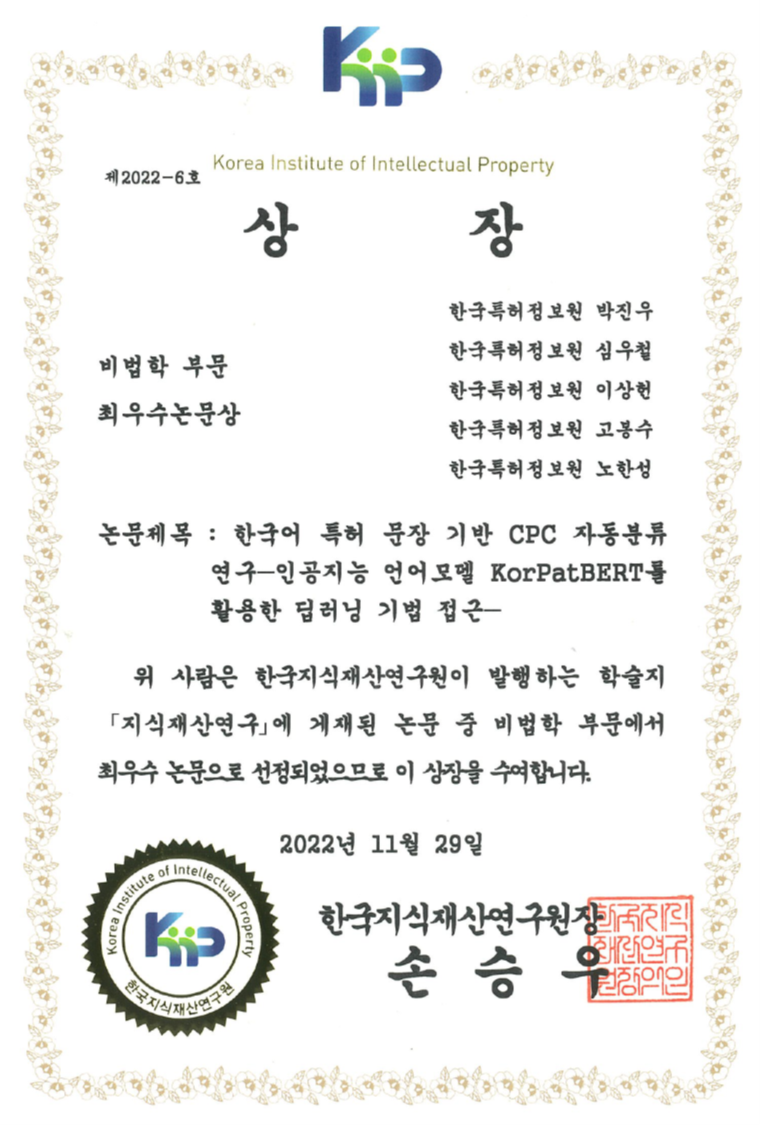 KIIP
Korea Institute of Intellectual Property
제2022-6호
상 장
한국특허정보원 박진우
한국특허정보원 심우철
한국특허정보원 이상헌
한국특허정보원 고봉수
한국특허정보원 노한성
비법학 부문
최우수논문상
논문제목 : 한국어 특허 문장 기반 CPC 자동분류
연구-인공지능 언어모델 KorPatBERT를
활용한 딥러닝 기법 접근-
위 사람은 한국지식재산연구원이 발행하는 학술지
「지식재산연구」에 게재된 논문 중 비법학 부문에서
최우수 논문으로 선정되었으므로 이 상장을 수여합니다.
2022년 11월 29일
한국지식재산연구원장
손 승 우
Korea Institute of Intellectual Property
KIIP
한국지식재산연구원
한국지식
재산연구
원장의인